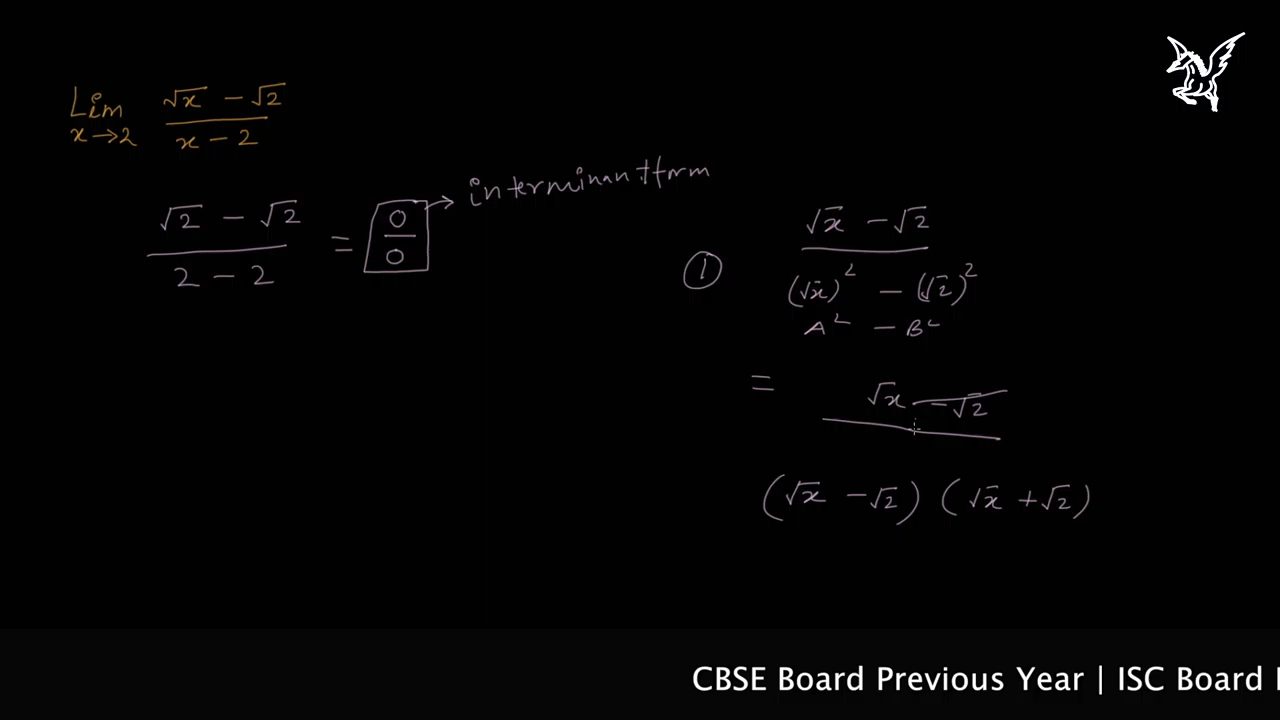 Lim x→2 (√x − √2)/(x − 2)
(√2 − √2)/(2 − 2) = 0/0 → interminant form
① (√x − √2)/((√x)² − (√2)²)
A² − B²
= (√x − √2)/((√x − √2)(√x + √2))
CBSE Board Previous Year | ISC Board